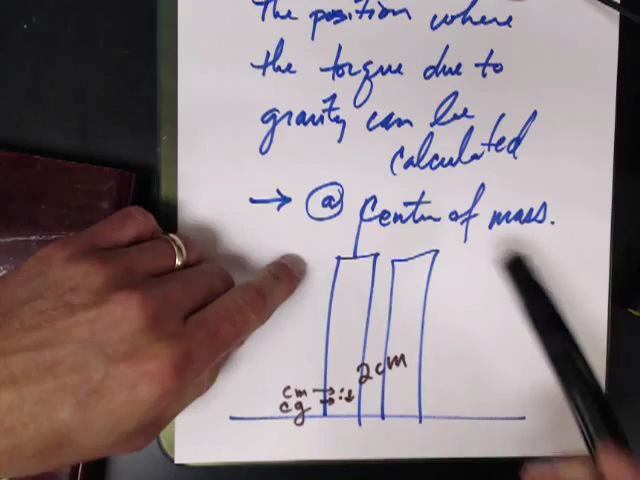 the position where
the torque due to
gravity can be
calculated
→ @ Center of mass.
2cm
cm →
cg →